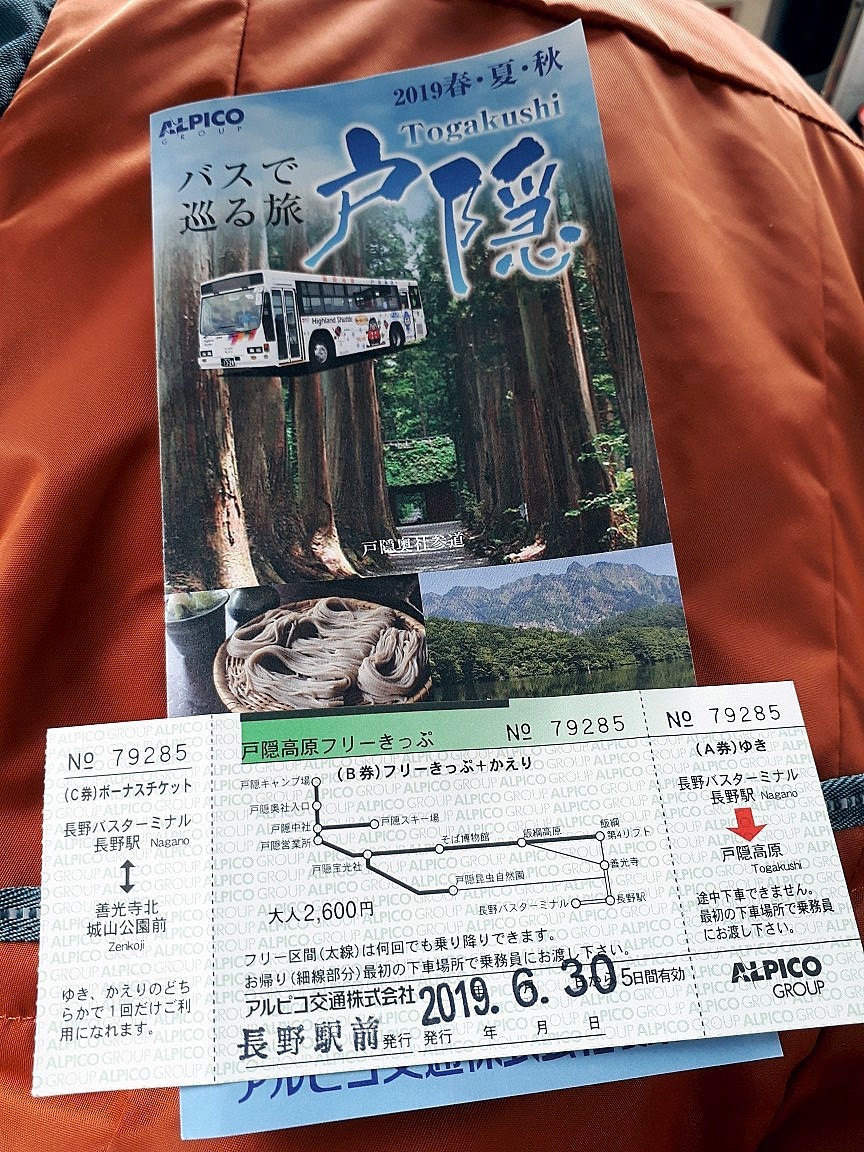 ALPICO
GROUP
2019春・夏・秋
Togakushi
バスで
巡る旅
戸隠
Highland Shuttle
戸隠奥社参道
No 79285
(C券)ボーナスチケット
長野バスターミナル
長野駅 Nagano
善光寺北
城山公園前
Zenkoji
ゆき、かえりのどち
らかで1回だけご利
用になれます。
戸隠高原フリーきっぷ
No 79285
(B券)フリーきっぷ+かえり
戸隠キャンプ場
戸隠奥社入口
戸隠中社
戸隠スキー場
戸隠営業所
そば博物館
飯綱高原
飯綱
第4リフト
戸隠宝光社
善光寺
戸隠昆虫自然園
長野バスターミナル
長野駅
大人2,600円
フリー区間(太線)は何回でも乗り降りできます。
お帰り(細線部分)最初の下車場所で乗務員にお渡し下さい。
アルピコ交通株式会社
2019. 6. 30
から5日間有効
長野駅前発行
発行 年 月 日
No 79285
(A券)ゆき
長野バスターミナル
長野駅 Nagano
戸隠高原
Togakushi
途中下車できません。
最初の下車場所で乗務員
にお渡し下さい。
ALPICO
GROUP
アルピコ交通株式会社